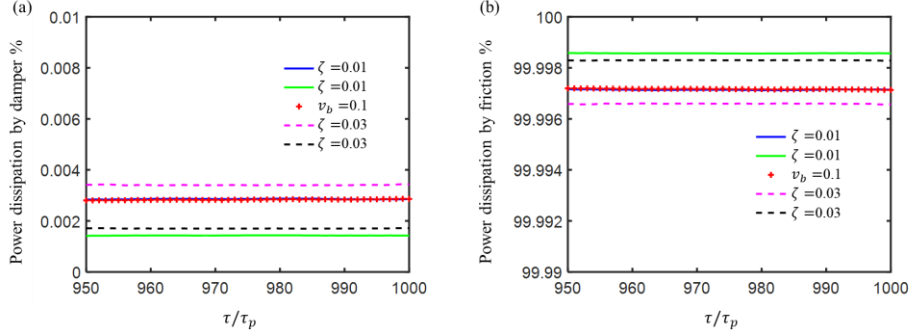 (a)
Power dissipation by damper %
0.01
0.008
0.006
0.004
0.002
0
950
960
970
980
990
1000
τ/τp
ζ =0.01
ζ =0.01
v_b =0.1
ζ =0.03
ζ =0.03
(b)
Power dissipation by friction %
100
99.998
99.996
99.994
99.992
99.99
950
960
970
980
990
1000
τ/τp
ζ =0.01
ζ =0.01
v_b =0.1
ζ =0.03
ζ =0.03